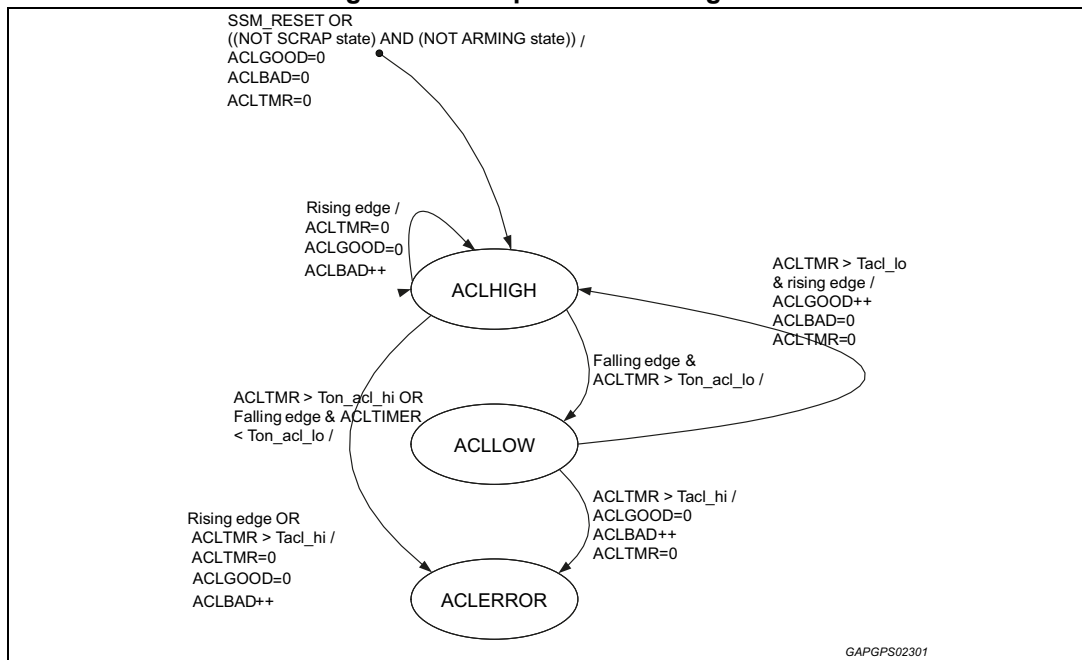 SSM_RESET OR
((NOT SCRAP state) AND (NOT ARMING state)) /
ACLGOOD=0
ACLBAD=0
ACLTMR=0
Rising edge /
ACLTMR=0
ACLGOOD=0
ACLBAD++
ACLHIGH
ACLTMR > Tacl_lo
& rising edge /
ACLGOOD++
ACLBAD=0
ACLTMR=0
Falling edge &
ACLTMR > Ton_acl_lo /
ACLTMR > Ton_acl_hi OR
Falling edge & ACLTIMER
< Ton_acl_lo /
ACLLOW
ACLTMR > Tacl_hi /
ACLGOOD=0
ACLBAD++
ACLTMR=0
Rising edge OR
ACLTMR > Tacl_hi /
ACLTMR=0
ACLGOOD=0
ACLBAD++
ACLERROR
GAPGPS02301